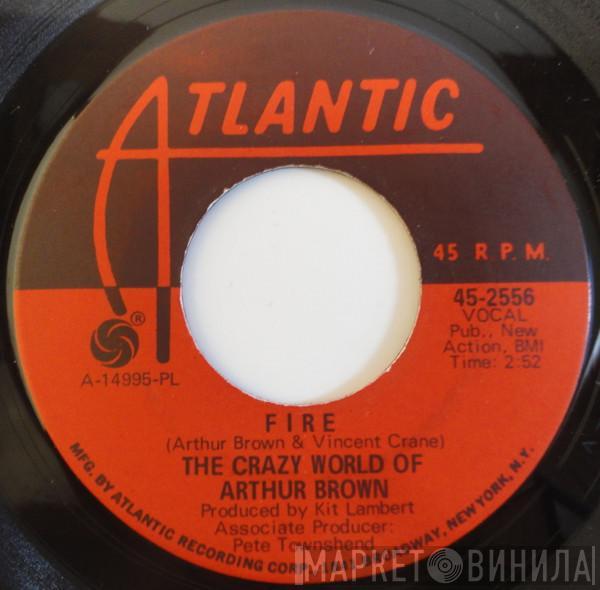 ATLANTIC
45 R.P.M.
45-2556
VOCAL
Pub., New
Action, BMI
Time: 2:52
®
A-14995-PL
FIRE
(Arthur Brown & Vincent Crane)
THE CRAZY WORLD OF
ARTHUR BROWN
Produced by Kit Lambert
Associate Producer:
Pete Townshend
MFG. BY ATLANTIC RECORDING CORP., BROADWAY, NEW YORK, N.Y.
МАРКЕТ ВИНИЛА